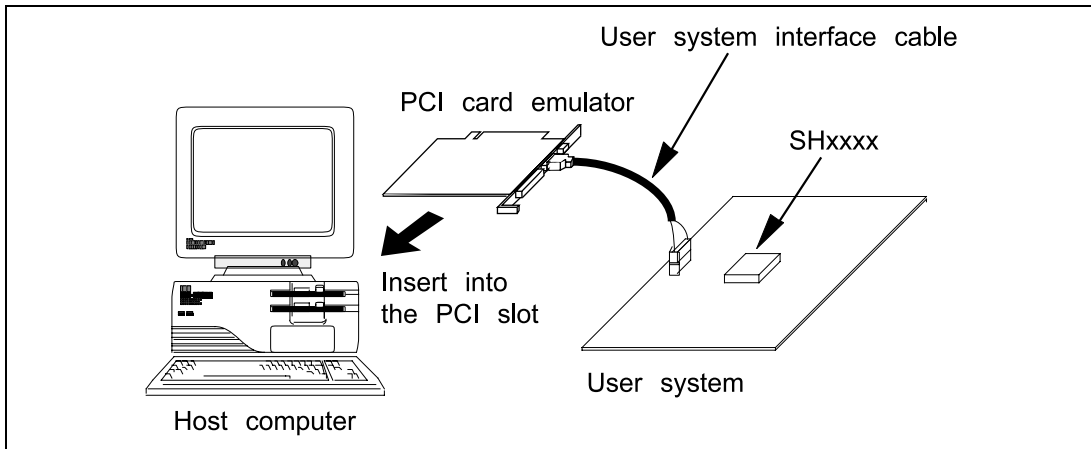 User system interface cable
PCI card emulator
SHxxxx
Insert into
the PCI slot
User system
Host computer